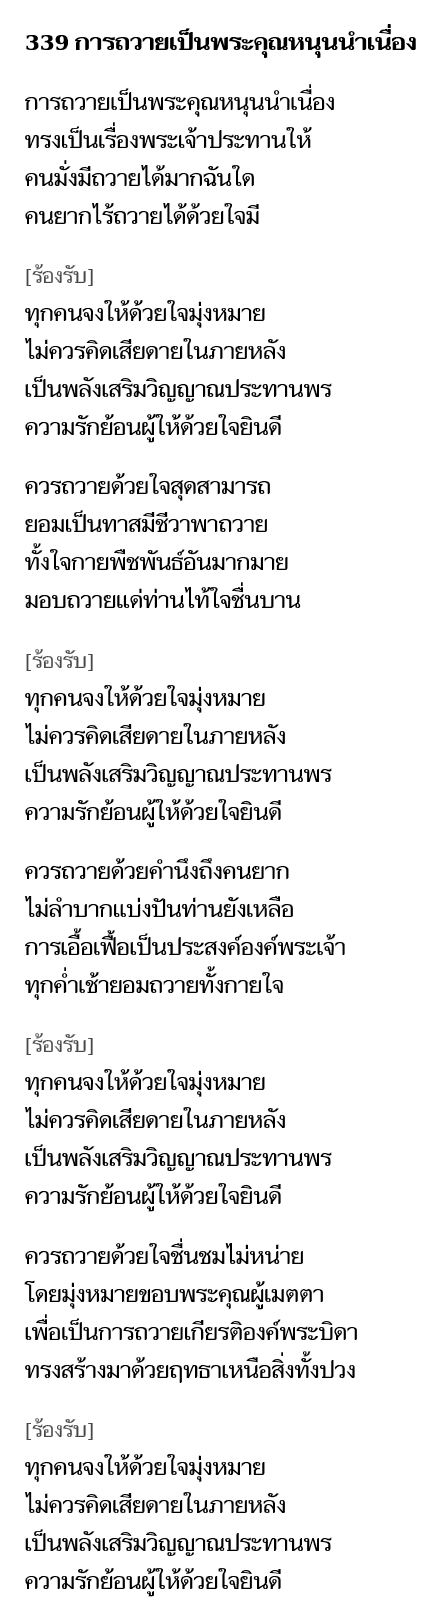 339 การถวายเป็นพระคุณหนุนนำเนื่อง
การถวายเป็นพระคุณหนุนนำเนื่อง
ทรงเป็นเรื่องพระเจ้าประทานให้
คนมั่งมีถวายได้มากฉันใด
คนยากไร้ถวายได้ด้วยใจมี
[ร้องรับ]
ทุกคนจงให้ด้วยใจมุ่งหมาย
ไม่ควรคิดเสียดายในภายหลัง
เป็นพลังเสริมวิญญาณประทานพร
ความรักย้อนผู้ให้ด้วยใจยินดี
ควรถวายด้วยใจสุดสามารถ
ยอมเป็นทาสมีชีวาพาถวาย
ทั้งใจกายพืชพันธ์อันมากมาย
มอบถวายแด่ท่านไท้ใจชื่นบาน
[ร้องรับ]
ทุกคนจงให้ด้วยใจมุ่งหมาย
ไม่ควรคิดเสียดายในภายหลัง
เป็นพลังเสริมวิญญาณประทานพร
ความรักย้อนผู้ให้ด้วยใจยินดี
ควรถวายด้วยคำนึงถึงคนยาก
ไม่ลำบากแบ่งปันท่านยังเหลือ
การเอื้อเฟื้อเป็นประสงค์องค์พระเจ้า
ทุกค่ำเช้ายอมถวายทั้งกายใจ
[ร้องรับ]
ทุกคนจงให้ด้วยใจมุ่งหมาย
ไม่ควรคิดเสียดายในภายหลัง
เป็นพลังเสริมวิญญาณประทานพร
ความรักย้อนผู้ให้ด้วยใจยินดี
ควรถวายด้วยใจชื่นชมไม่หน่าย
โดยมุ่งหมายขอบพระคุณผู้เมตตา
เพื่อเป็นการถวายเกียรติองค์พระบิดา
ทรงสร้างมาด้วยฤทธาเหนือสิ่งทั้งปวง
[ร้องรับ]
ทุกคนจงให้ด้วยใจมุ่งหมาย
ไม่ควรคิดเสียดายในภายหลัง
เป็นพลังเสริมวิญญาณประทานพร
ความรักย้อนผู้ให้ด้วยใจยินดี